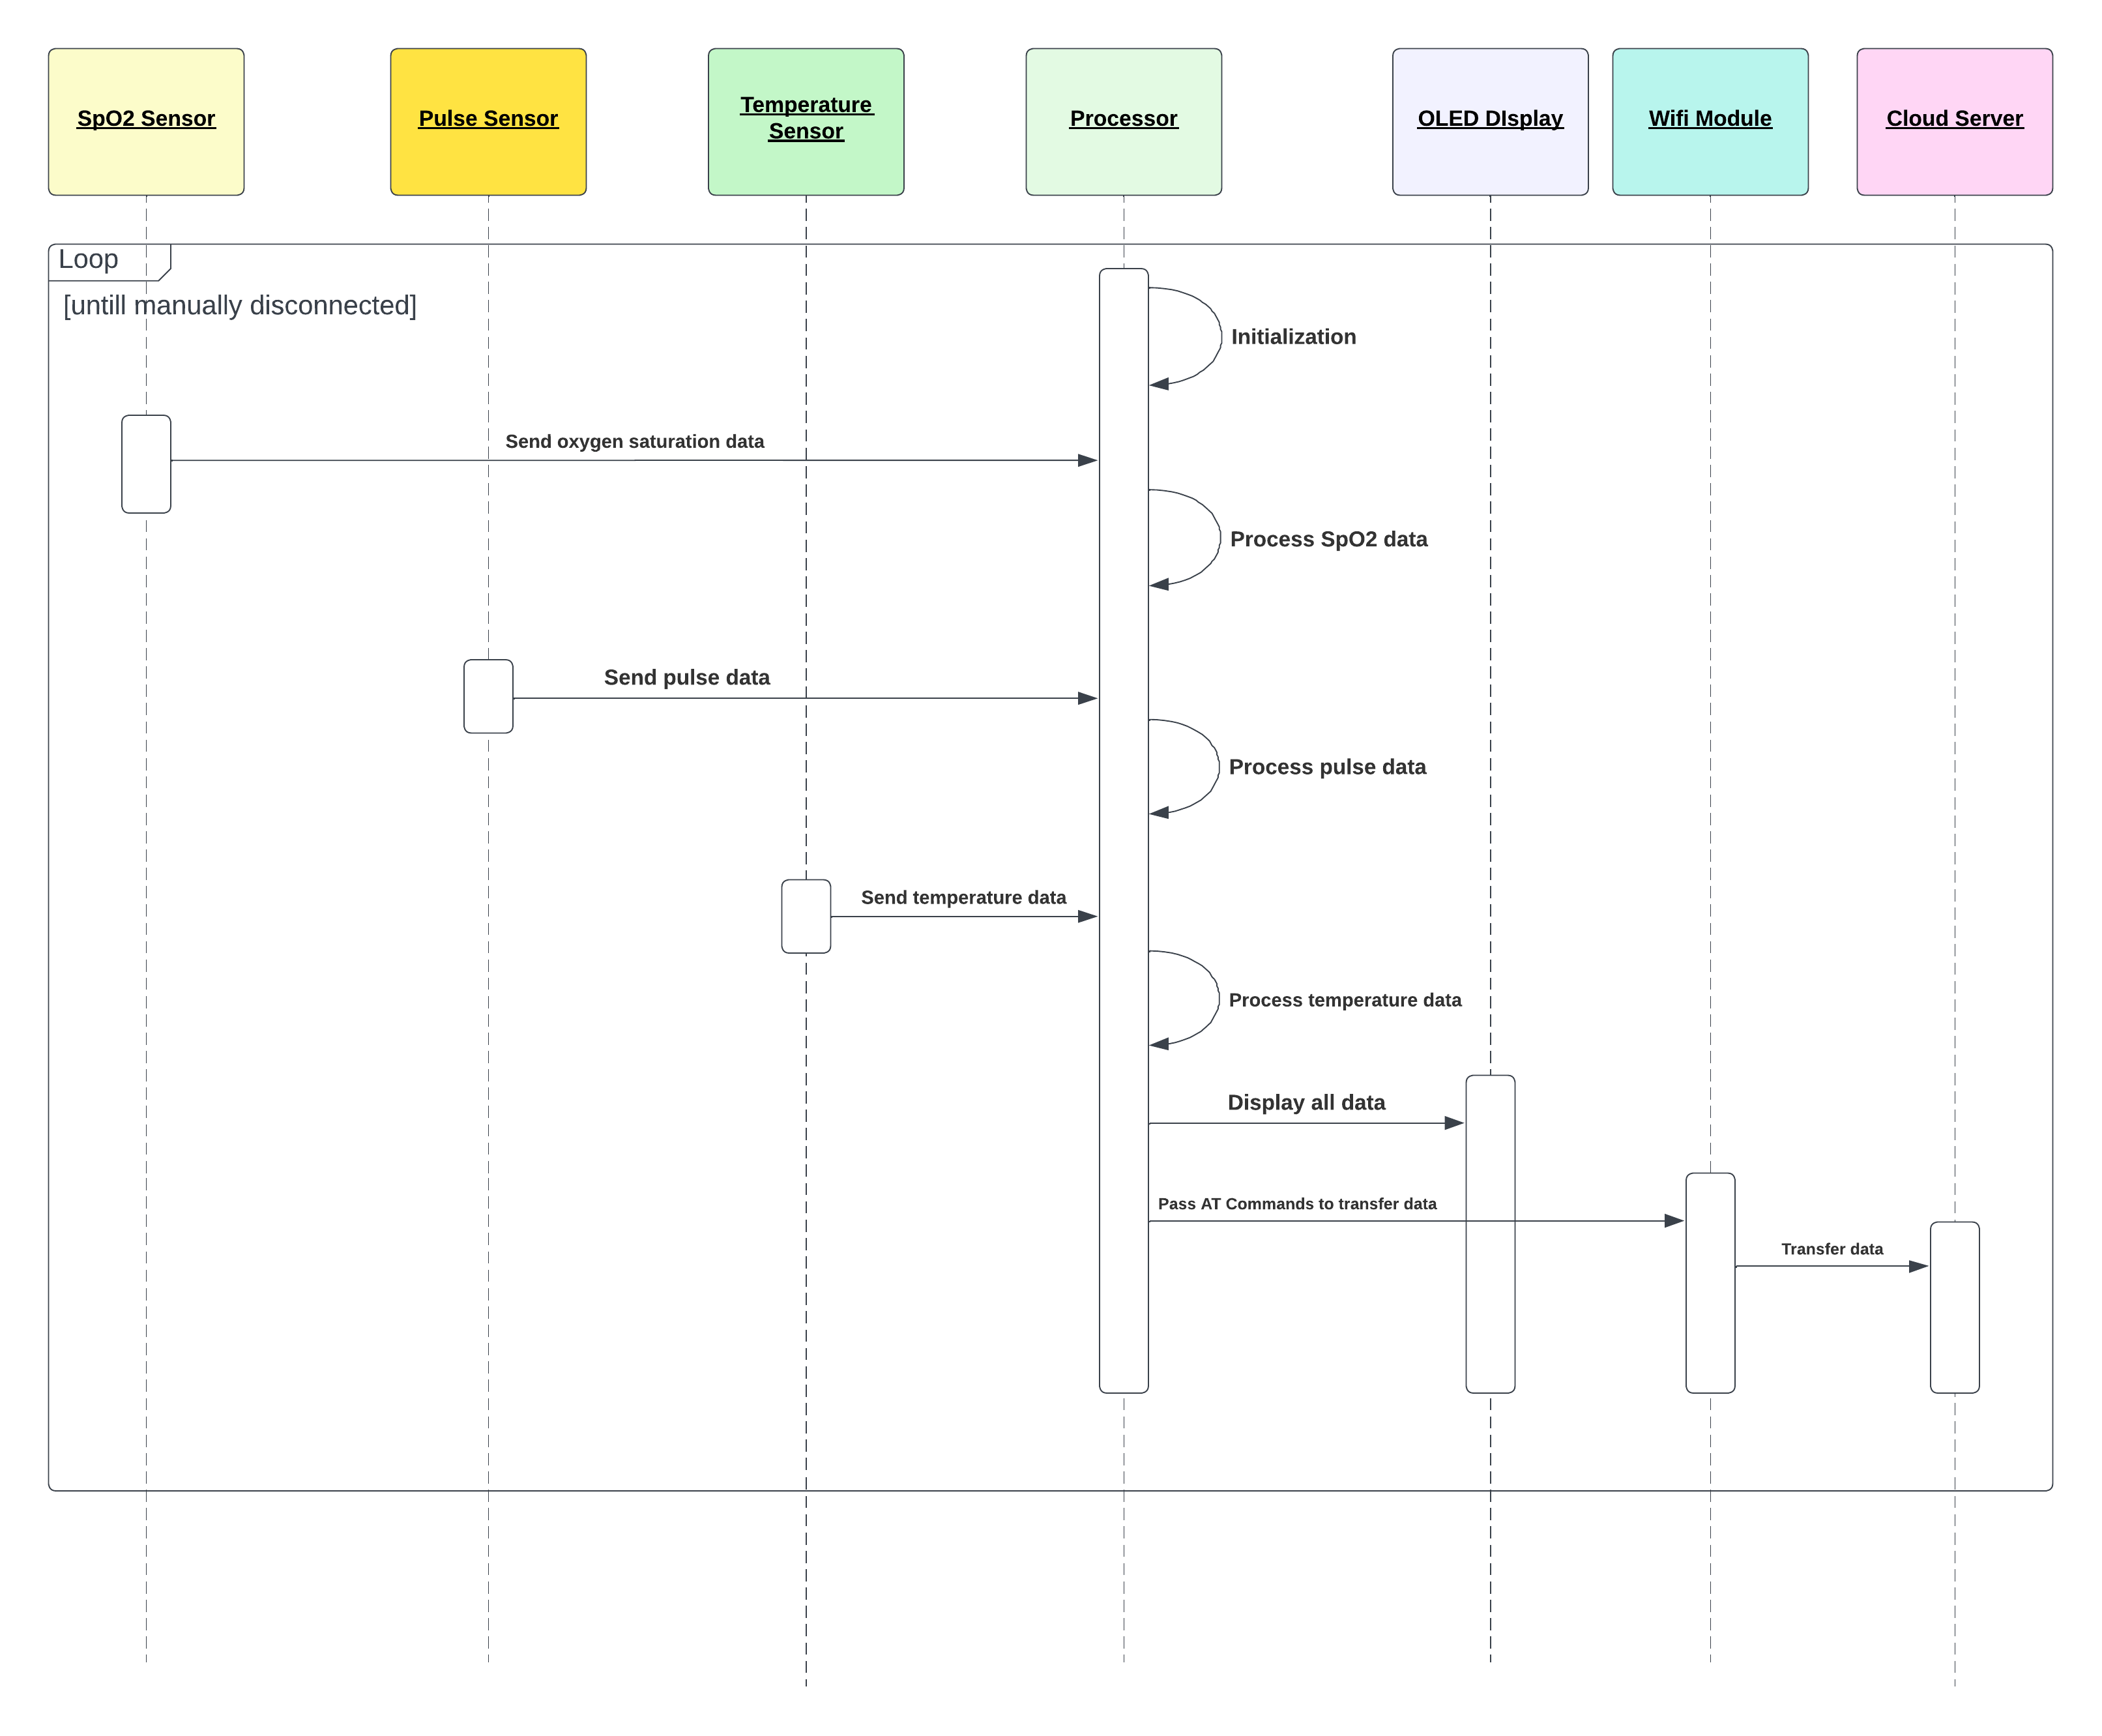 SpO2 Sensor
Pulse Sensor
Temperature
Sensor
Processor
OLED DIsplay
Wifi Module
Cloud Server
Loop
[untill manually disconnected]
Initialization
Send oxygen saturation data
Process SpO2 data
Send pulse data
Process pulse data
Send temperature data
Process temperature data
Display all data
Pass AT Commands to transfer data
Transfer data